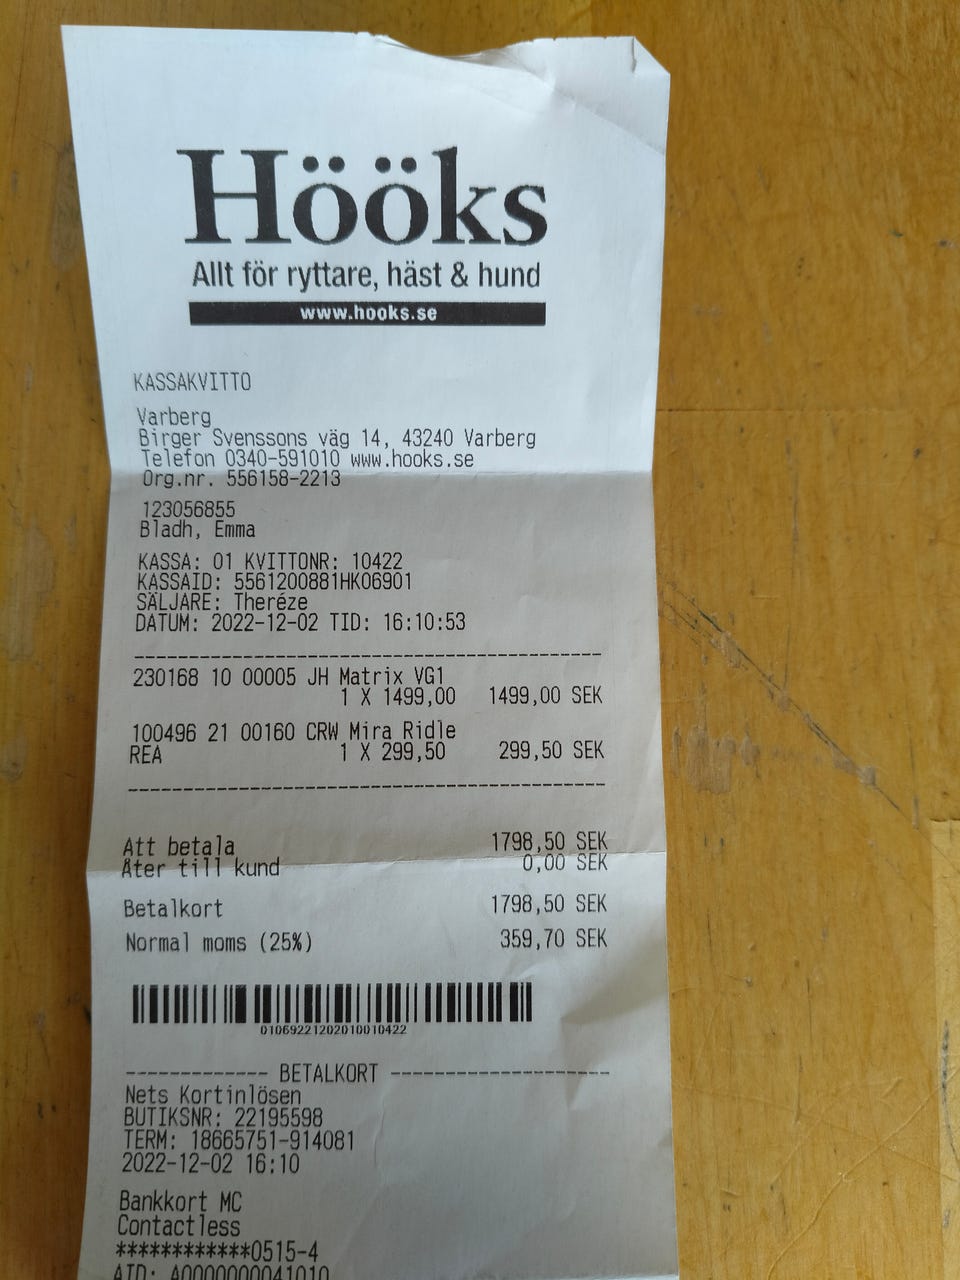 Hööks
Allt för ryttare, häst & hund
www.hooks.se
KASSAKVITTO
Varberg
Birger Svenssons väg 14, 43240 Varberg
Telefon 0340-591010 www.hooks.se
Org.nr. 556158-2213
123056855
Bladh, Emma
KASSA: 01 KVITTONR: 10422
KASSAID: 5561200881HK06901
SÄLJARE: Theréze
DATUM: 2022-12-02 TID: 16:10:53
--------------------------------------------
230168 10 00005 JH Matrix VG1
1 X 1499,00 1499,00 SEK
100496 21 00160 CRW Mira Ridle
REA 1 X 299,50 299,50 SEK
--------------------------------------------
Att betala 1798,50 SEK
Åter till kund 0,00 SEK
Betalkort 1798,50 SEK
Normal moms (25%) 359,70 SEK
01069221202010010422
------------- BETALKORT --------------------
Nets Kortinlösen
BUTIKSNR: 22195598
TERM: 18665751-914081
2022-12-02 16:10
Bankkort MC
Contactless
************0515-4
AID: A0000000041010